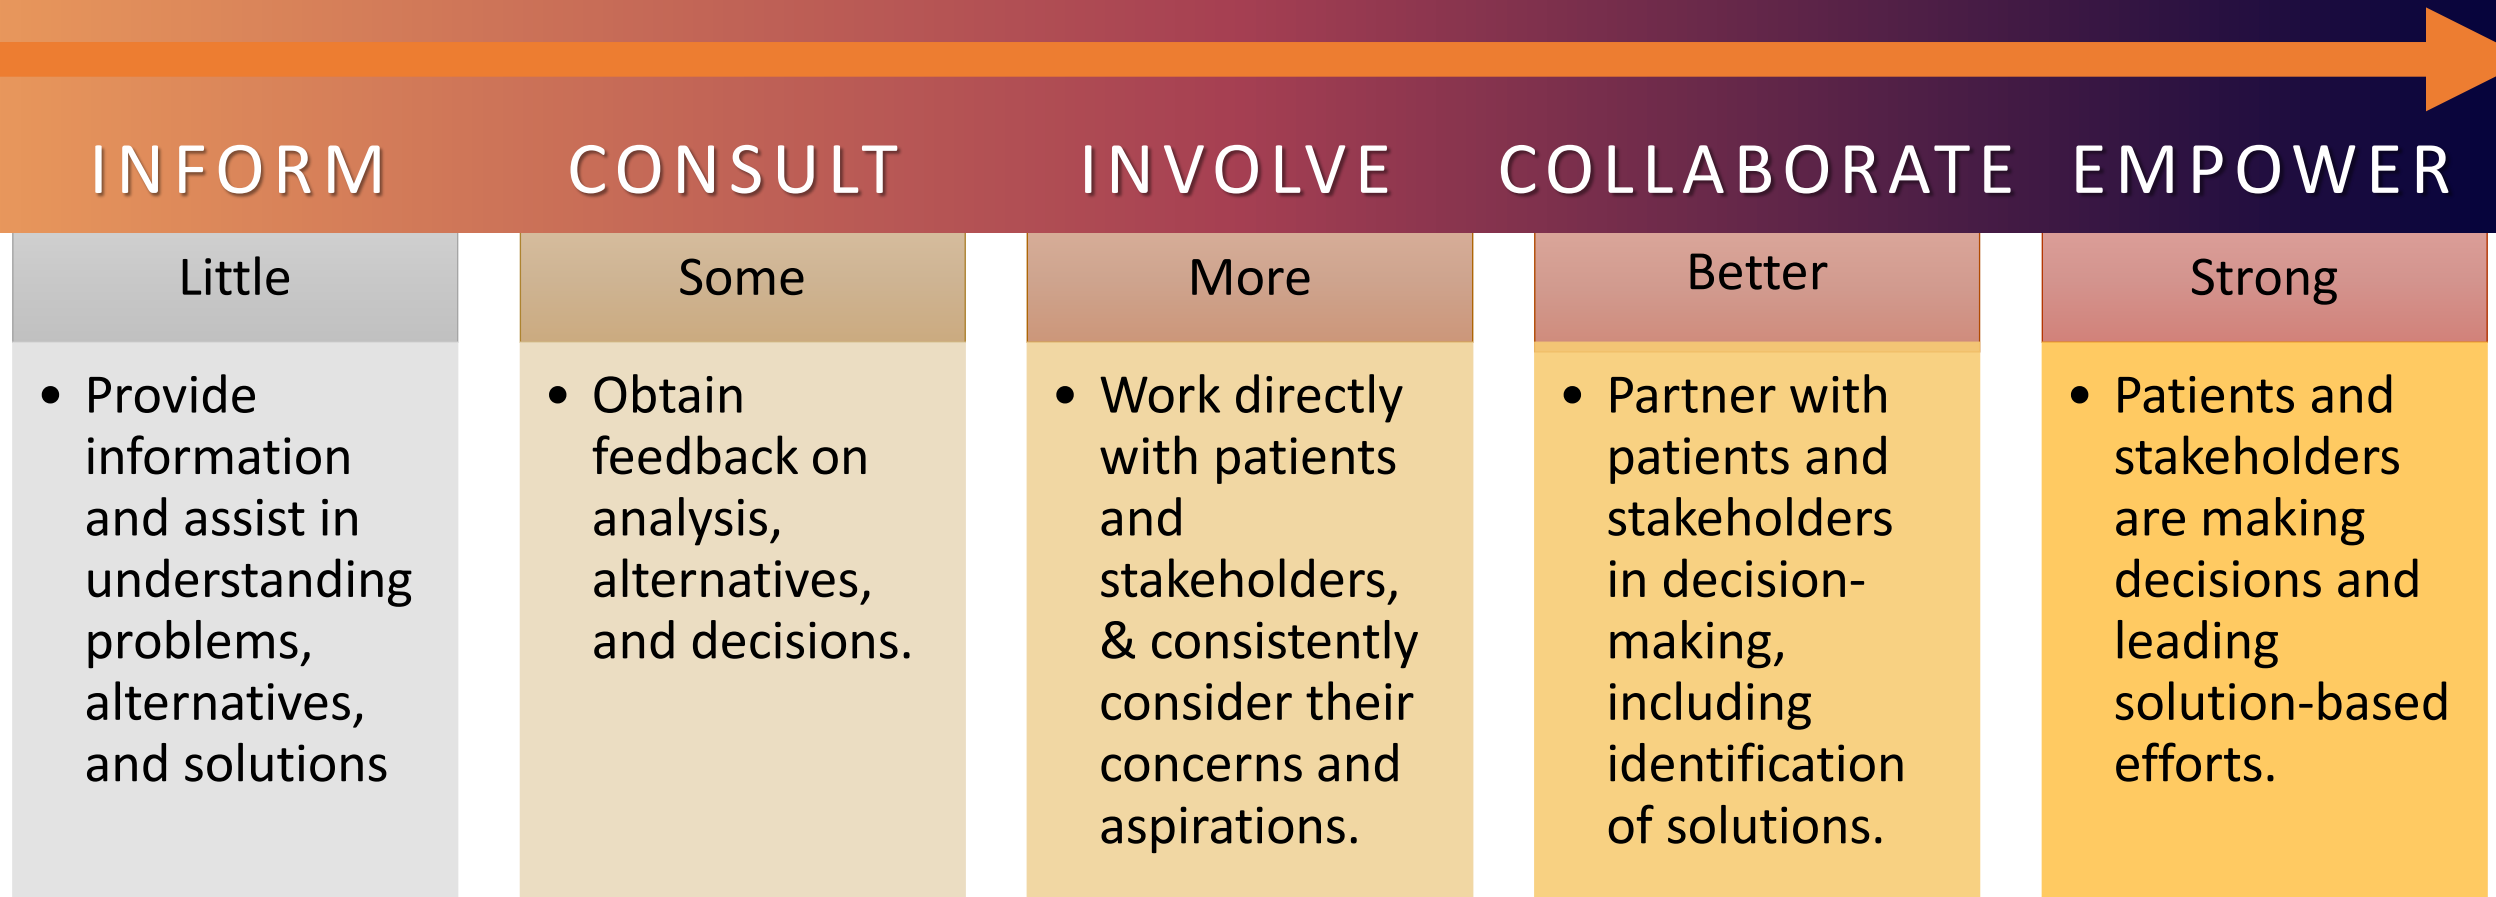 INFORM CONSULT INVOLVE COLLABORATE EMPOWER
Little
• Provide
information
and assist in
understanding
problems,
alternatives,
and solutions
Some
• Obtain
feedback on
analysis,
alternatives,
and decisions.
More
• Work directly
with patients
and
stakeholders,
& consistently
consider their
concerns and
aspirations.
Better
• Partner with
patients and
stakeholders
in decision-
making,
including
identification
of solutions.
Strong
• Patients and
stakeholders
are making
decisions and
leading
solution-based
efforts.